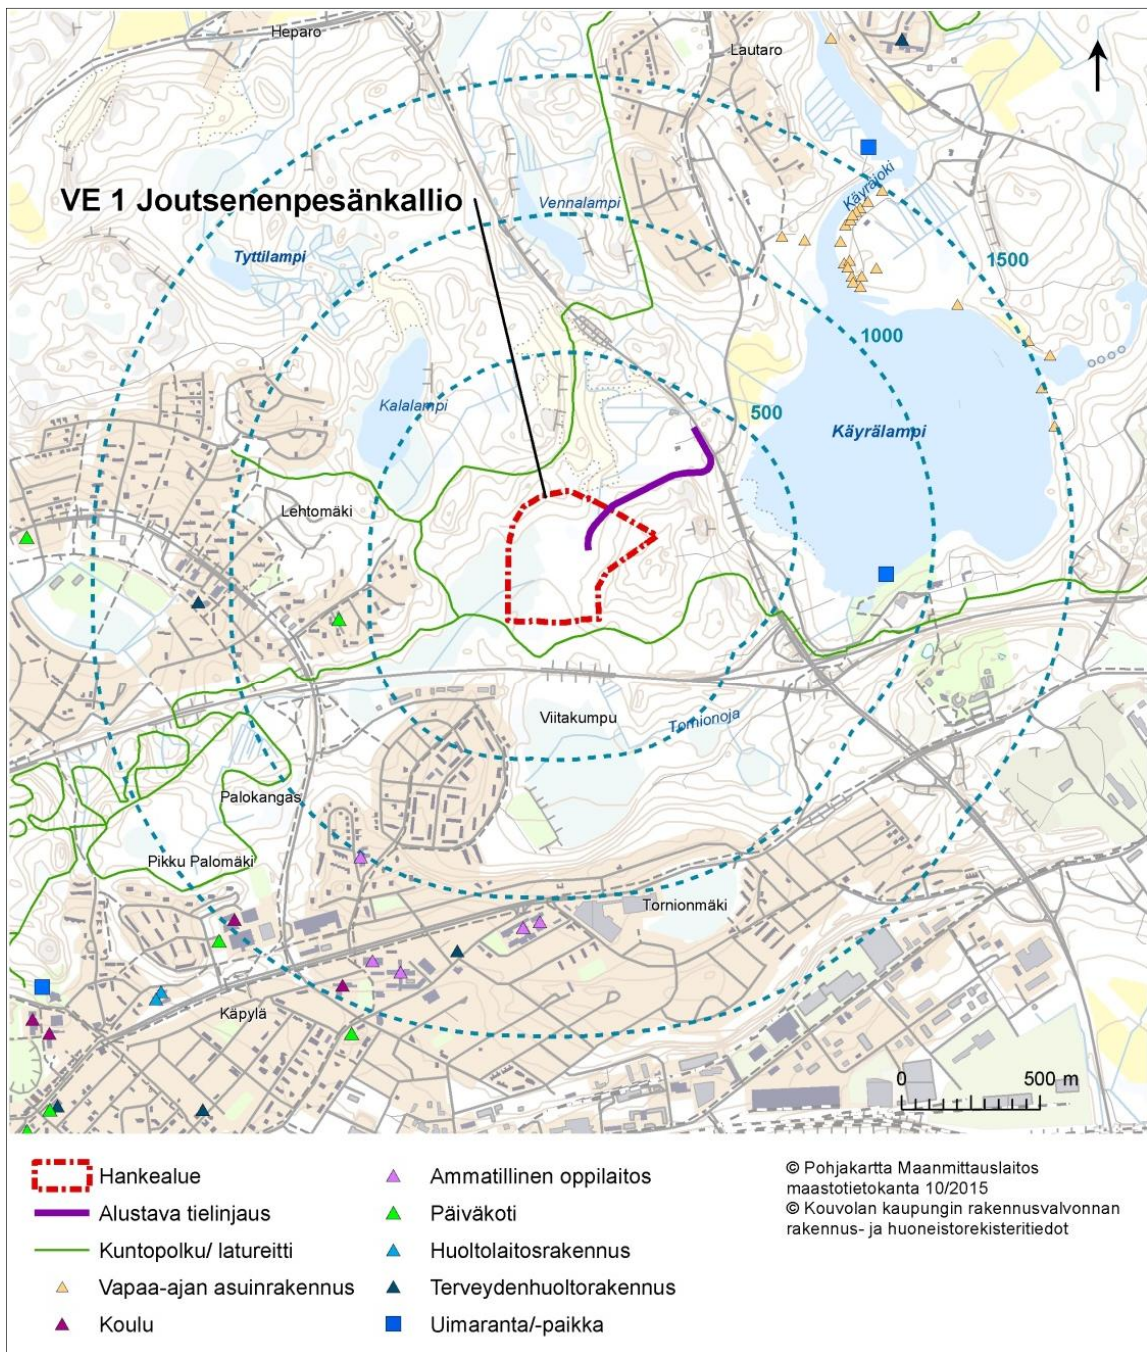 Heparo
Lautaro
VE 1 Joutsenenpesänkallio
Vennalampi
Käyräjoki
Tyttilampi
1500
1000
Kalalampi
500
Käyrälampi
Lehtomäki
Viitakumpu
Tornionoja
Palokangas
Pikku Palomäki
Tornionmäki
Käpylä
0
500 m
Hankealue
Alustava tielinjaus
Kuntopolku/ latureitti
Vapaa-ajan asuinrakennus
Koulu
Ammatillinen oppilaitos
Päiväkoti
Huoltolaitosrakennus
Terveydenhuoltorakennus
Uimaranta/-paikka
© Pohjakartta Maanmittauslaitos
maastotietokanta 10/2015
© Kouvolan kaupungin rakennusvalvonnan
rakennus- ja huoneistorekisteritiedot